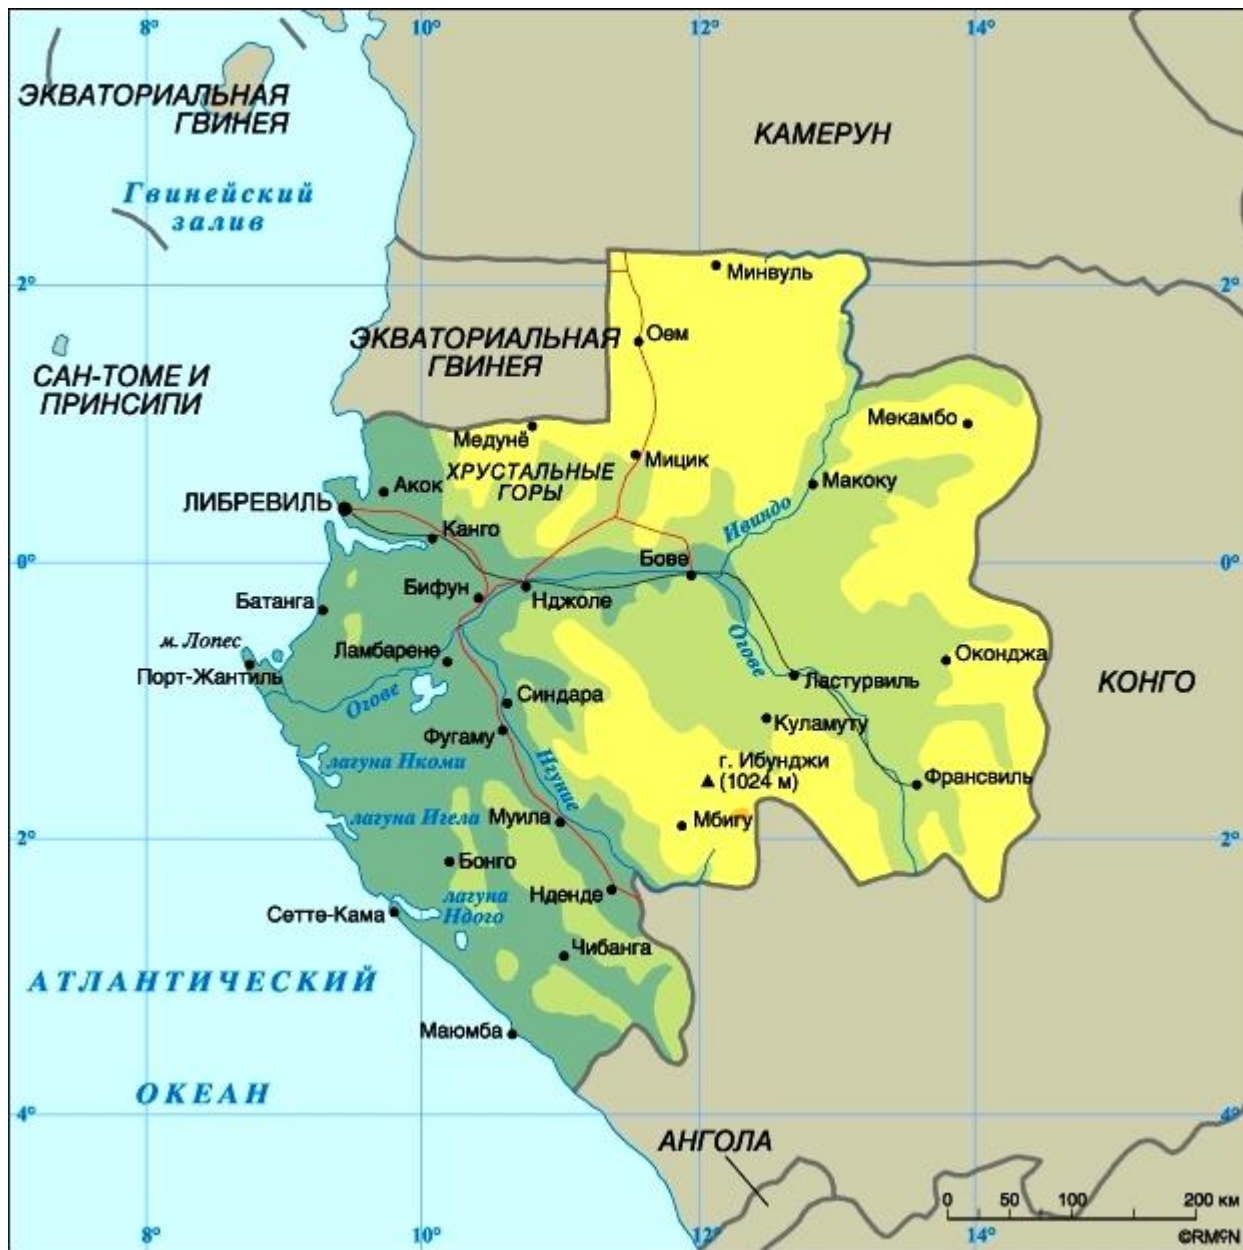 8°
10°
12°
14°
ЭКВАТОРИАЛЬНАЯ
ГВИНЕЯ
КАМЕРУН
Гвинейский
залив
2°
Минвуль
2°
ЭКВАТОРИАЛЬНАЯ
ГВИНЕЯ
Оем
САН-ТОМЕ И
ПРИНСИПИ
Мекамбо
Медунё
Мицик
ХРУСТАЛЬНЫЕ
ГОРЫ
Акок
Макоку
ЛИБРЕВИЛЬ
Канго
Ивиндо
0°
Бове
0°
Бифун
Нджоле
Батанга
м. Лопес
Ламбарене
Огове
Оконджа
Порт-Жантиль
Ластурвиль
КОНГО
Огове
Синдара
Куламуту
Фугаму
лагуна Нкоми
Нгуние
г. Ибунджи
(1024 м)
Франсвиль
лагуна Игела
Муила
Мбигу
2°
2°
Бонго
лагуна
Ндого
Нденде
Сетте-Кама
Чибанга
АТЛАНТИЧЕСКИЙ
Маюмба
ОКЕАН
4°
4°
АНГОЛА
0 50 100 200 км
8°
10°
12°
14°
©RMcN